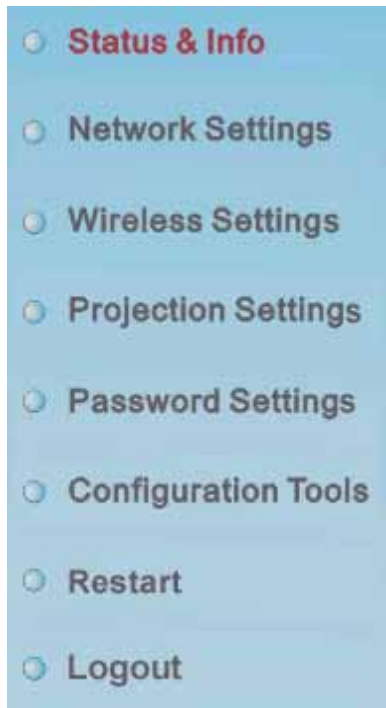 Status & Info
Network Settings
Wireless Settings
Projection Settings
Password Settings
Configuration Tools
Restart
Logout